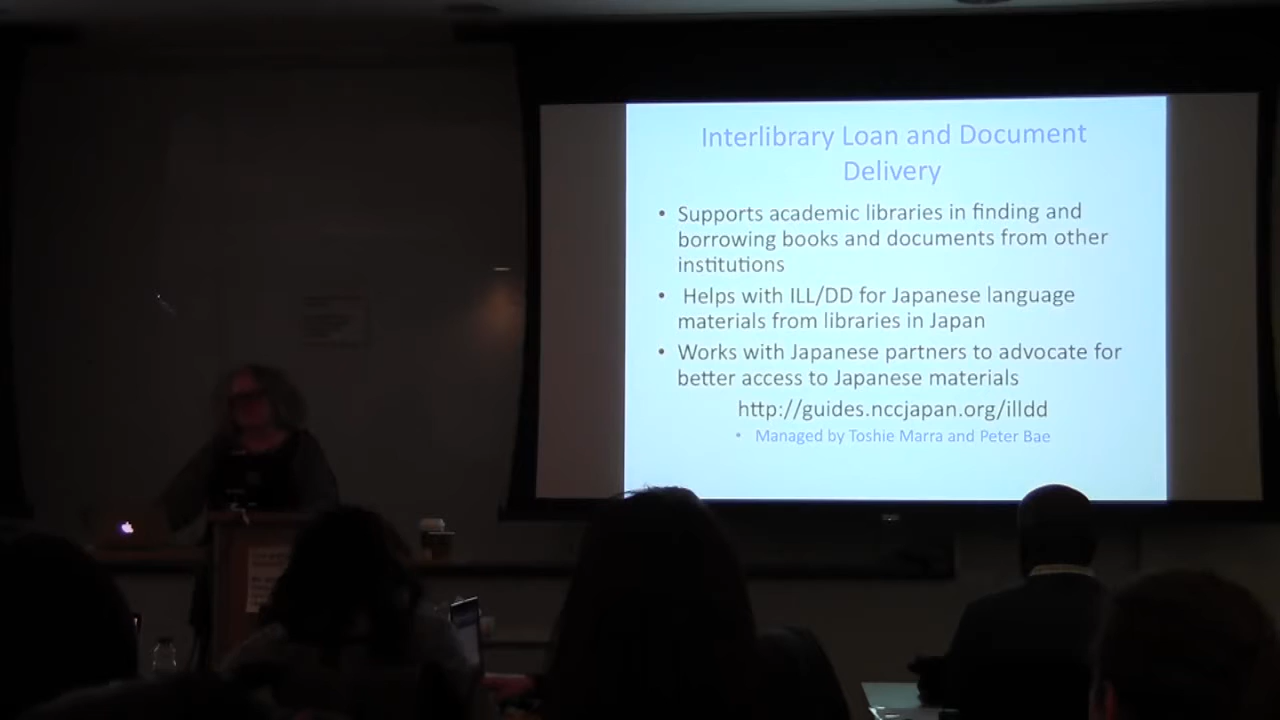 Interlibrary Loan and Document
Delivery
• Supports academic libraries in finding and
borrowing books and documents from other
institutions
• Helps with ILL/DD for Japanese language
materials from libraries in Japan
• Works with Japanese partners to advocate for
better access to Japanese materials
http://guides.nccjapan.org/illdd
• Managed by Toshie Marra and Peter Bae